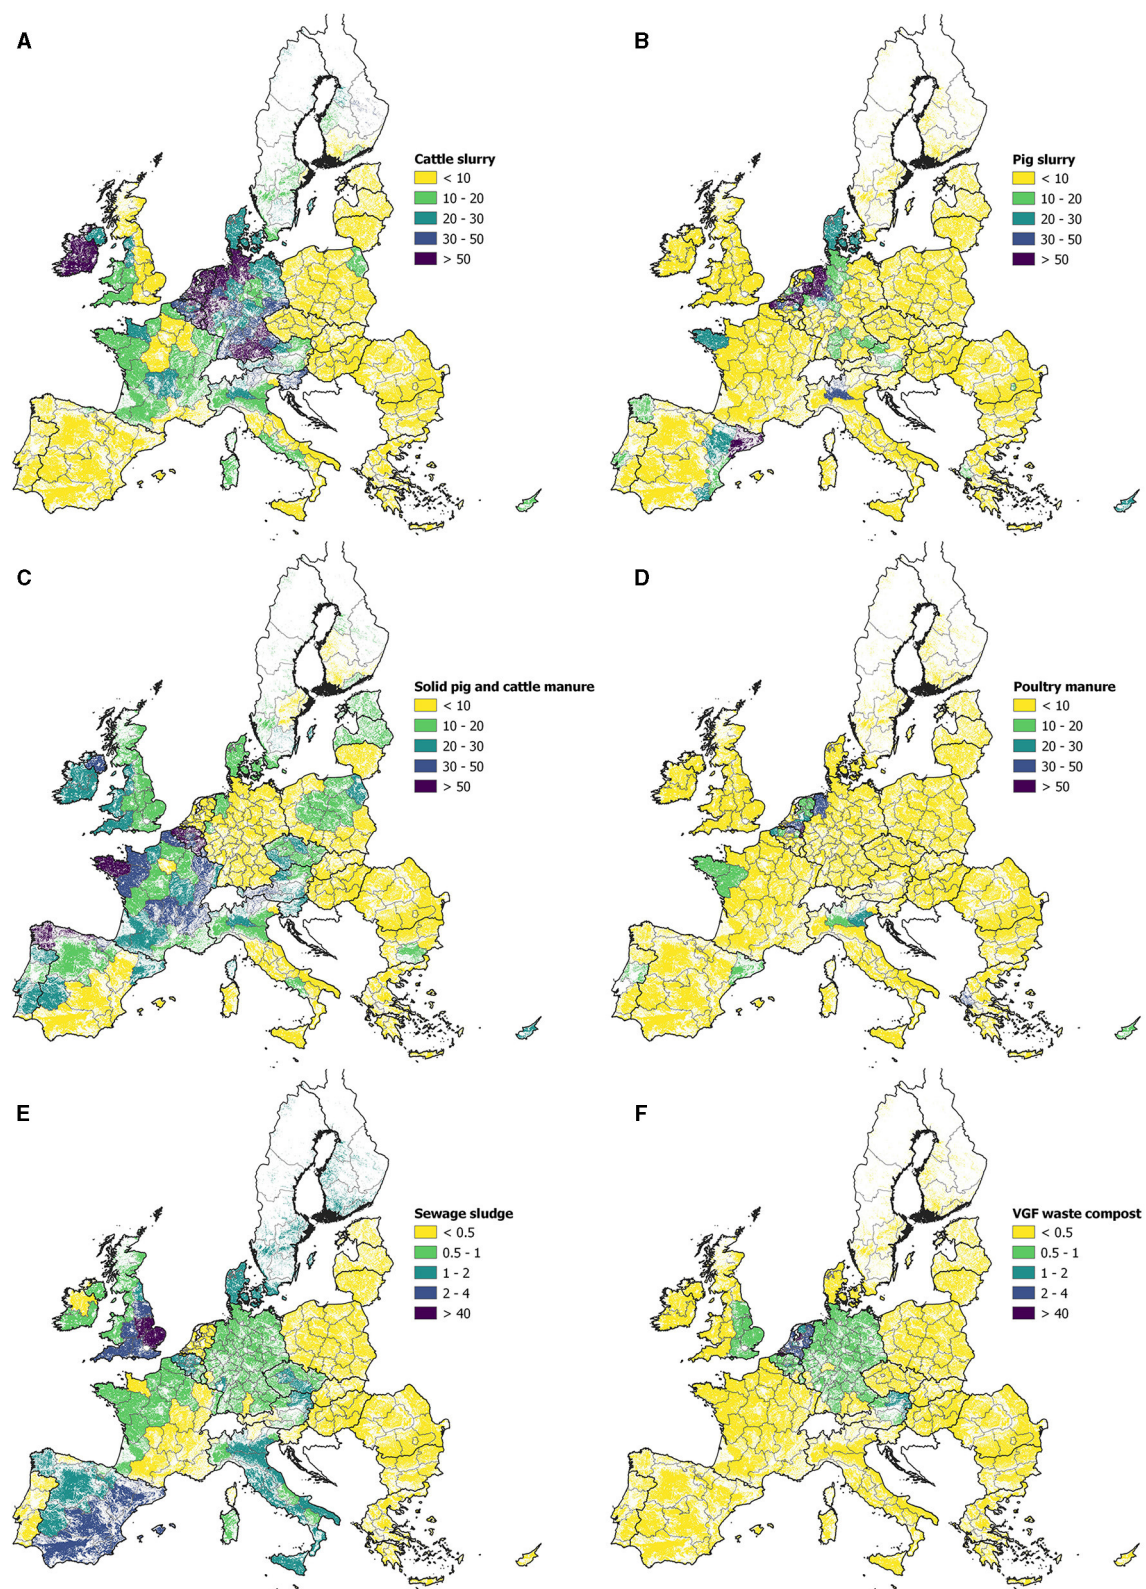 A
Cattle slurry
< 10
10 - 20
20 - 30
30 - 50
> 50
B
Pig slurry
< 10
10 - 20
20 - 30
30 - 50
> 50
C
Solid pig and cattle manure
< 10
10 - 20
20 - 30
30 - 50
> 50
D
Poultry manure
< 10
10 - 20
20 - 30
30 - 50
> 50
E
Sewage sludge
< 0.5
0.5 - 1
1 - 2
2 - 4
> 40
F
VGF waste compost
< 0.5
0.5 - 1
1 - 2
2 - 4
> 40